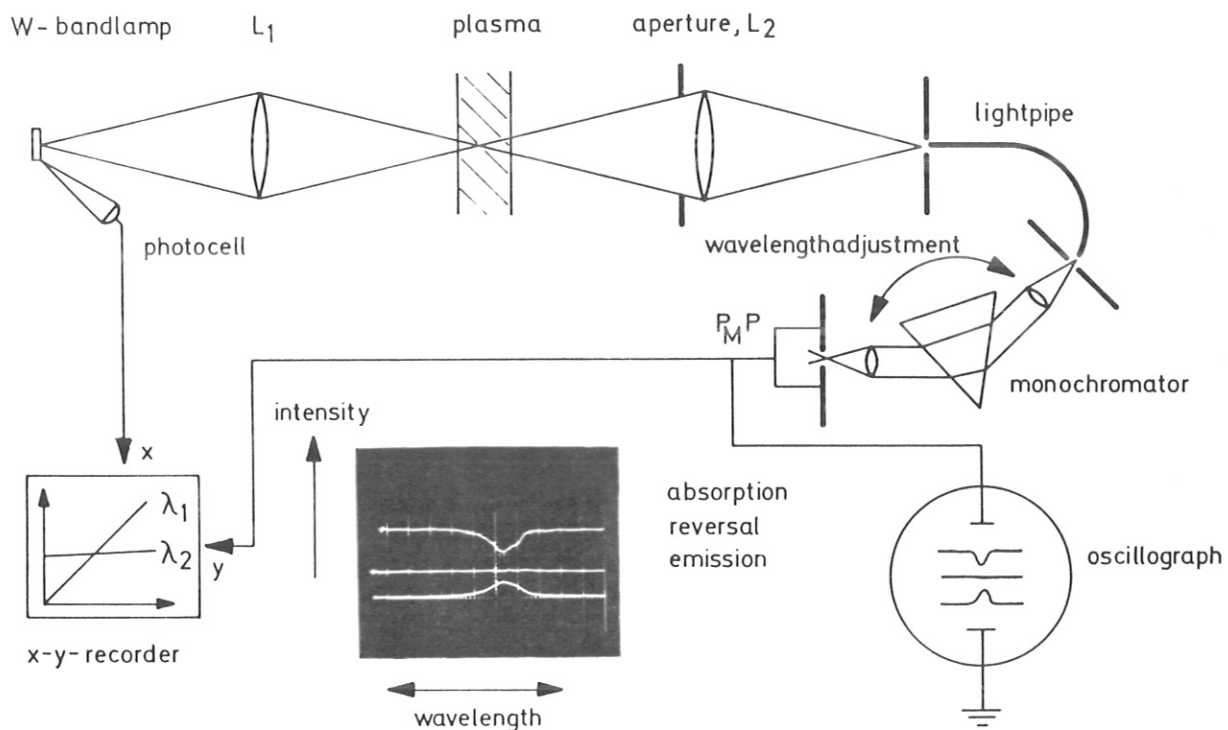 W-bandlamp
L1
plasma
aperture, L2
lightpipe
photocell
wavelengthadjustment
PMP
monochromator
x
intensity
λ1
λ2
y
absorption
reversal
emission
oscillograph
x-y-recorder
wavelength